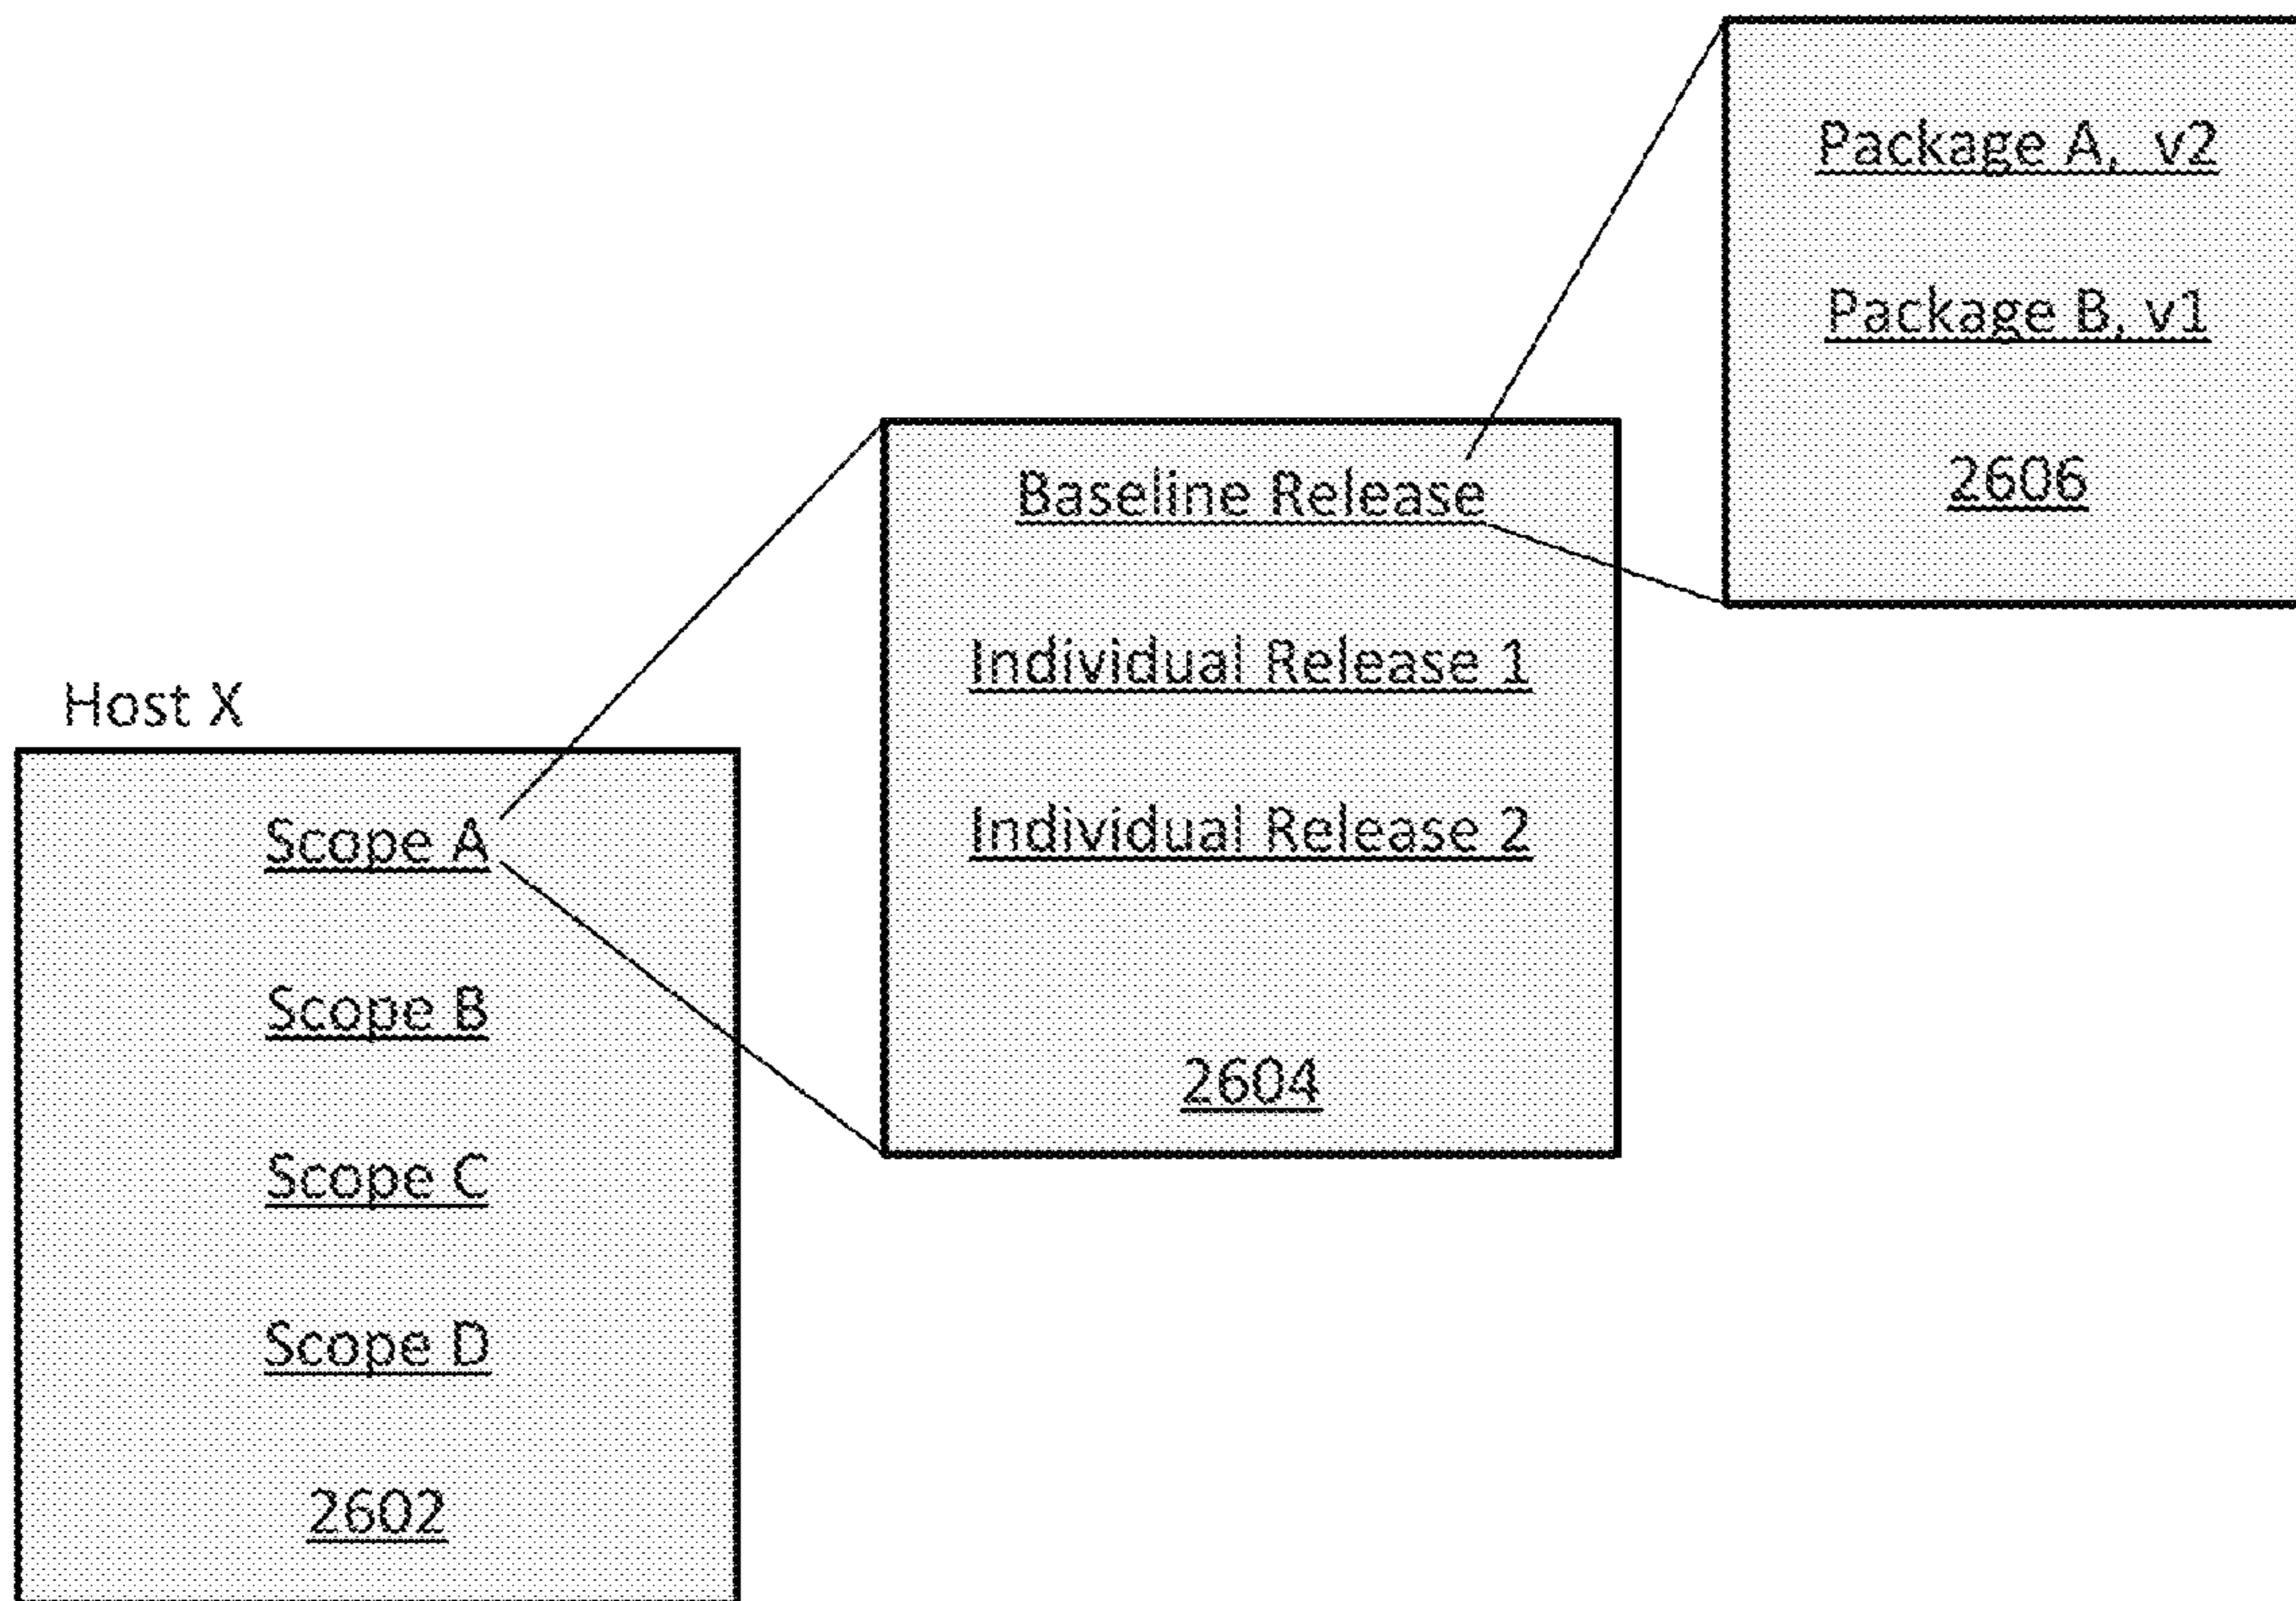 Host X
Scope A
Scope B
Scope C
Scope D
2602
Baseline Release
Individual Release 1
Individual Release 2
2604
Package A,  v2
Package B, v1
2606